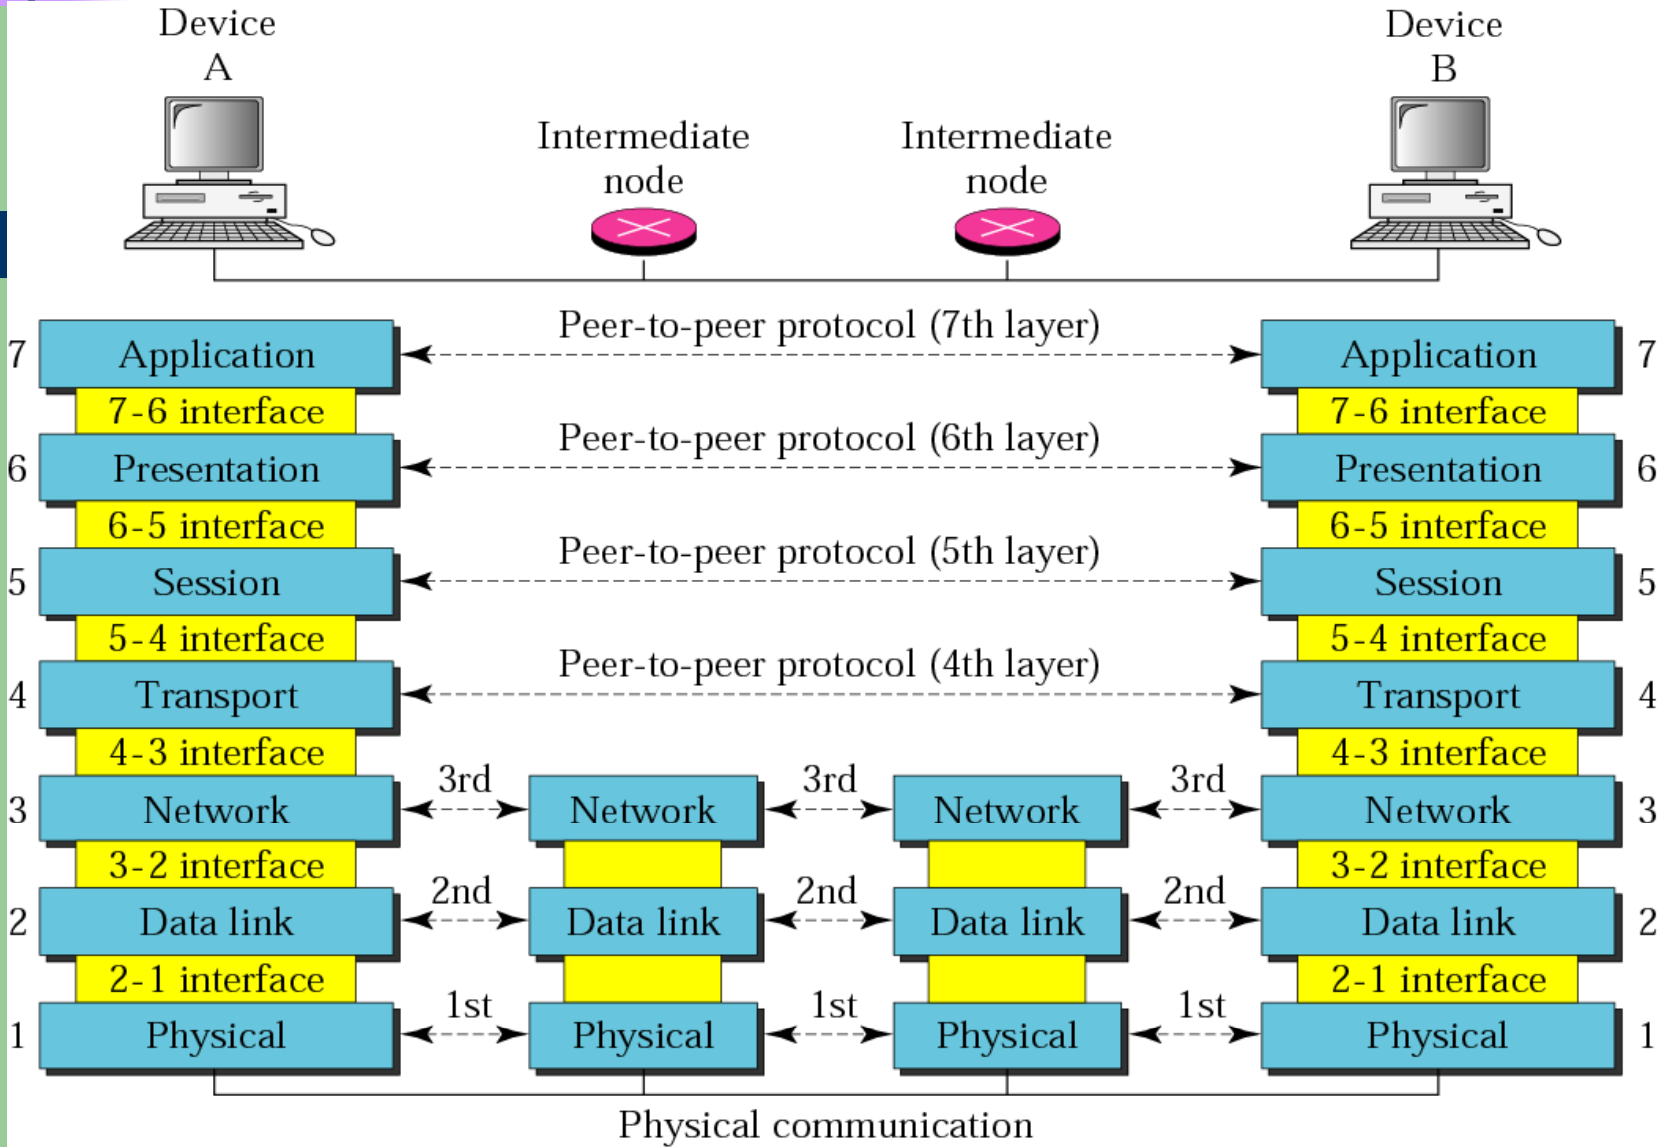 Device
A
Device
B
Intermediate
node
Intermediate
node
Peer-to-peer protocol (7th layer)
7 Application
Application 7
7-6 interface
7-6 interface
Peer-to-peer protocol (6th layer)
6 Presentation
Presentation 6
6-5 interface
6-5 interface
Peer-to-peer protocol (5th layer)
5 Session
Session 5
5-4 interface
5-4 interface
Peer-to-peer protocol (4th layer)
4 Transport
Transport 4
4-3 interface
4-3 interface
3rd 3rd 3rd
3 Network Network Network Network 3
3-2 interface
3-2 interface
2nd 2nd 2nd
2 Data link Data link Data link Data link 2
2-1 interface
2-1 interface
1st 1st 1st
1 Physical Physical Physical Physical 1
Physical communication